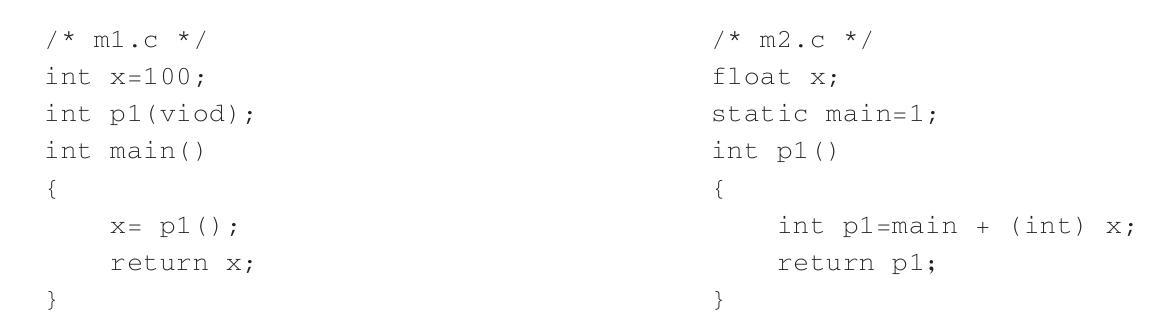 /* m1.c */
int x=100;
int p1(viod);
int main()
{
    x= p1();
    return x;
}
/* m2.c */
float x;
static main=1;
int p1()
{
    int p1=main + (int) x;
    return p1;
}